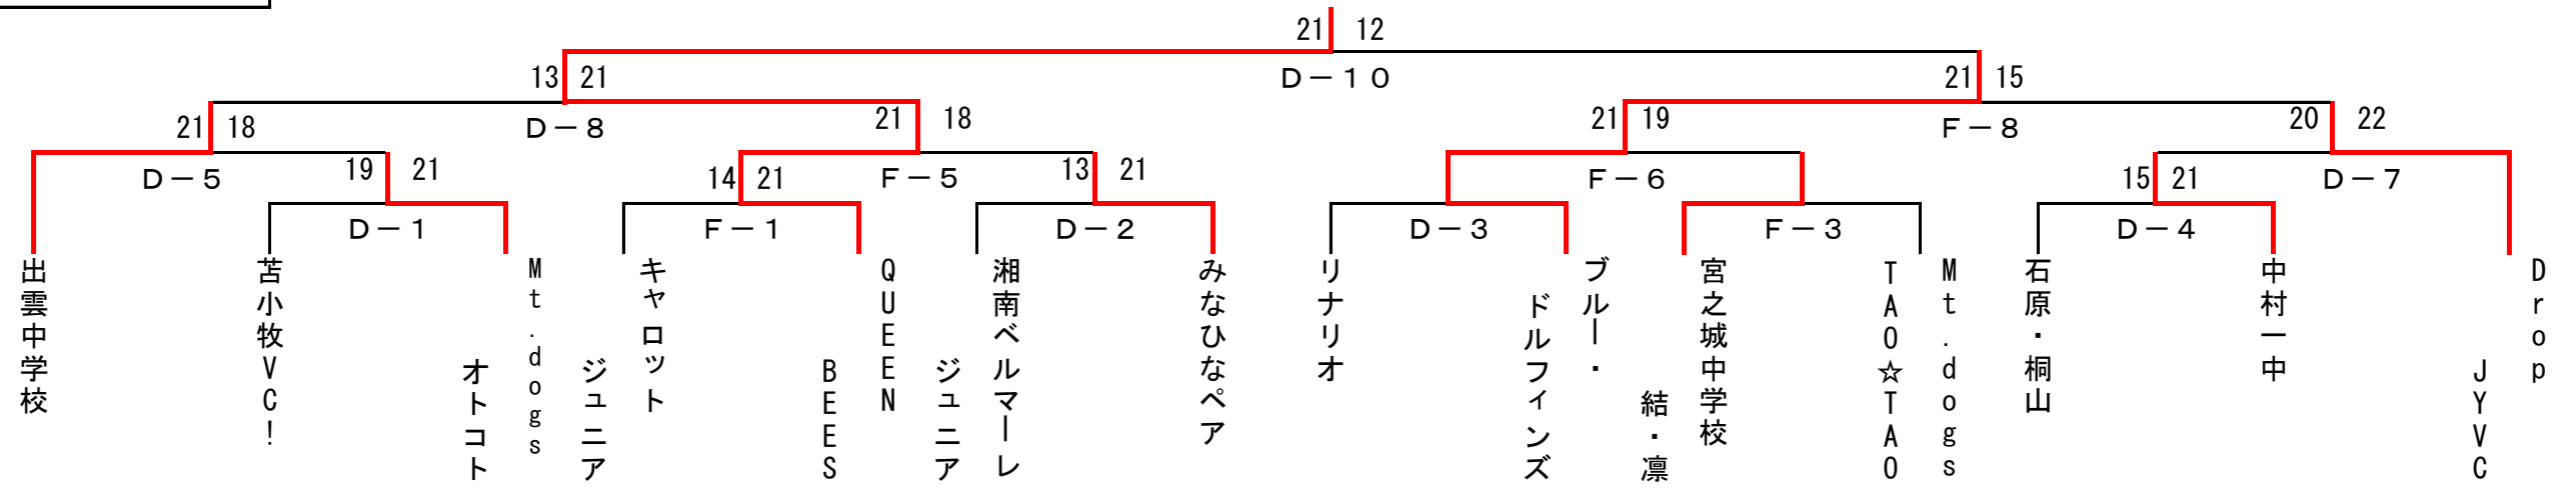 21 12
D－10
13 21
21 15
D－8
F－8
21 18
21 18
21 19
20 22
D－5
F－5
F－6
D－7
19 21
14 21
13 21
15 21
D－1
F－1
D－2
D－3
F－3
D－4
出雲中学校
苫小牧VC!
Mt.dogs
オトコト
キャロット
ジュニア
QUEEN
BEES
湘南ベルマーレ
ジュニア
みなひなペア
リナリオ
ブルー・
ドルフィンズ
宮之城中学校
結・凛
Mt.dogs
TAO☆TAO
石原・桐山
中村一中
Drop
JYVC